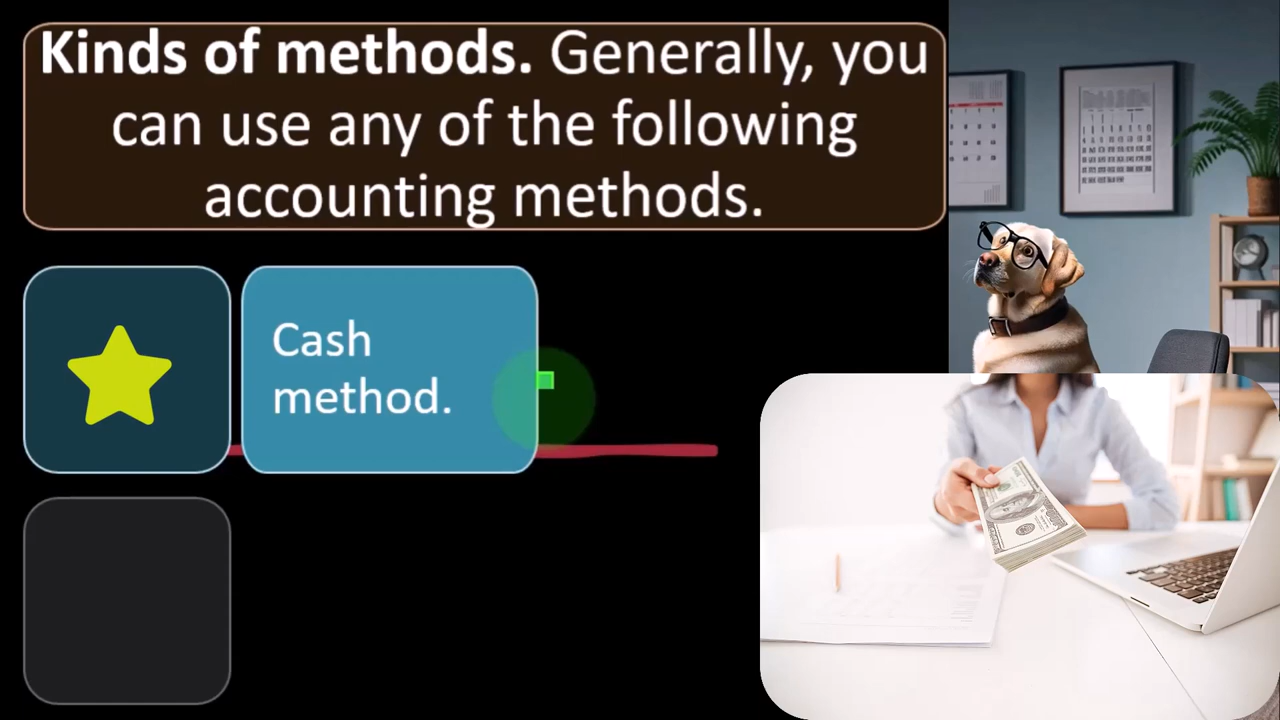 Kinds of methods. Generally, you
can use any of the following
accounting methods.
Cash
method.